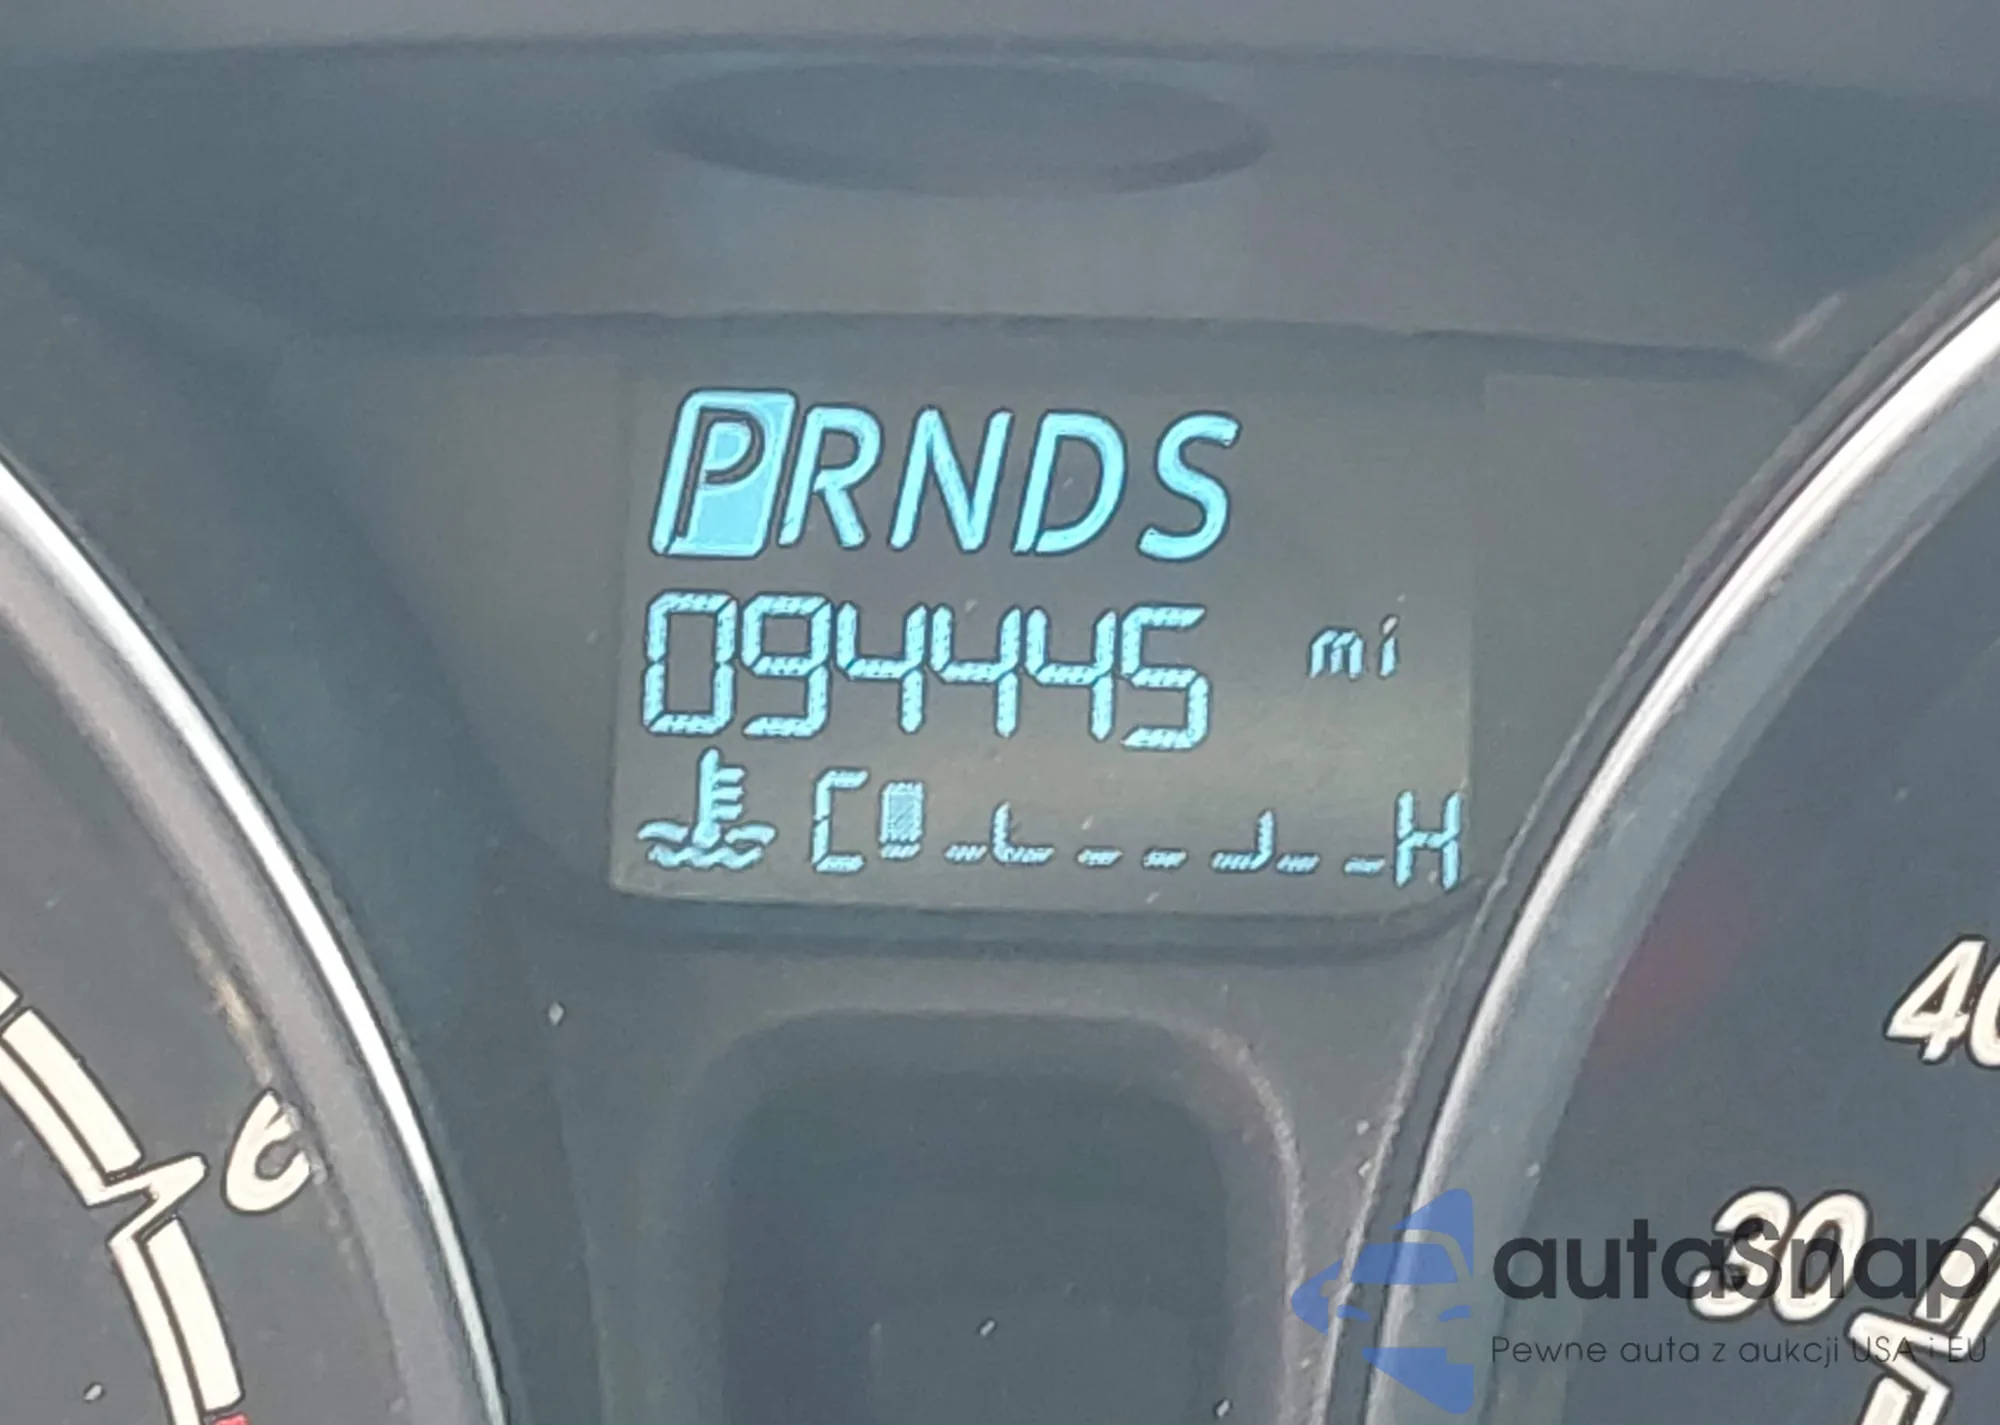 PRNDS
094445 mi
C H
40
C
30
autaSnap
Pewne auta z aukcji USA i EU